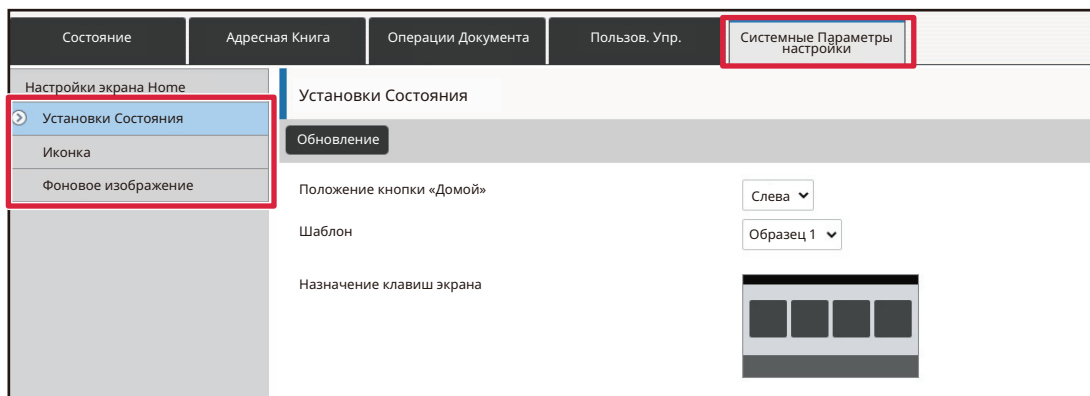 Состояние
Адресная Книга
Операции Документа
Пользов. Упр.
Системные Параметры
настройки
Настройки экрана Home
Установки Состояния
Иконка
Фоновое изображение
Установки Состояния
Обновление
Положение кнопки «Домой»
Слева
Шаблон
Образец 1
Назначение клавиш экрана